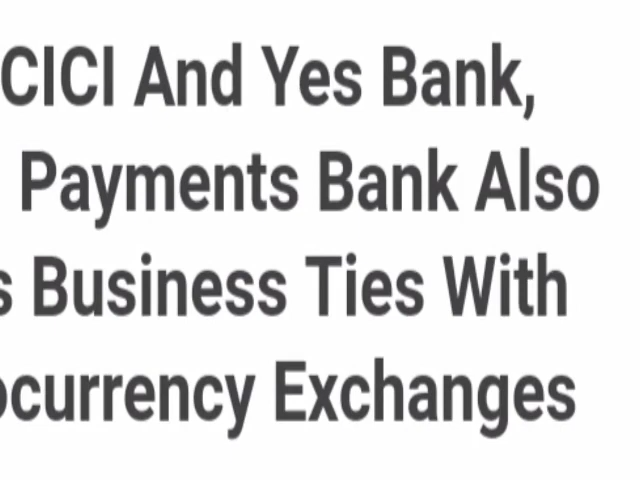 CICI And Yes Bank,
Payments Bank Also
s Business Ties With
ocurrency Exchanges